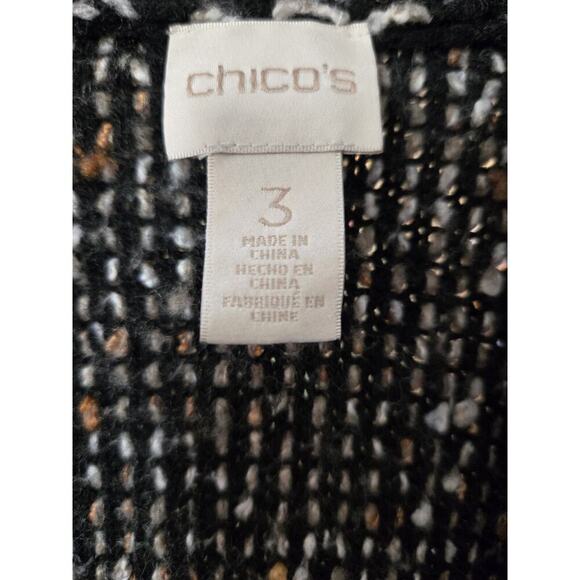 chico's
3
MADE IN
CHINA
HECHO EN
CHINA
FABRIQUÉ EN
CHINE